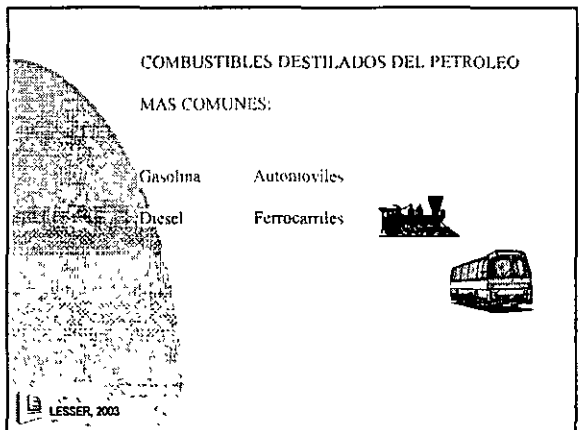 COMBUSTIBLES DESTILADOS DEL PETROLEO
MAS COMUNES:
Gasolina Automoviles
Diesel Ferrocarriles
LESSER, 2003